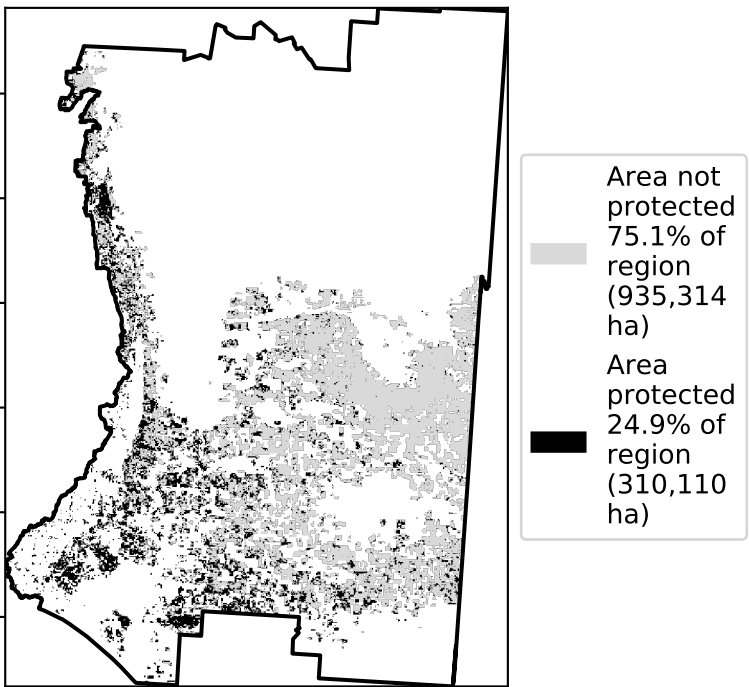 Area not
protected
75.1% of
region
(935,314
ha)
Area
protected
24.9% of
region
(310,110
ha)